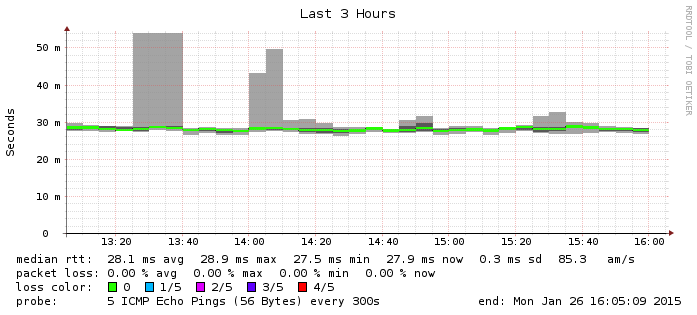 Last 3 Hours
RRDTOOL / TOBI OETIKER
Seconds
50 m
40 m
30 m
20 m
10 m
0
13:20 13:40 14:00 14:20 14:40 15:00 15:20 15:40 16:00
median rtt: 28.1 ms avg 28.9 ms max 27.5 ms min 27.9 ms now 0.3 ms sd 85.3 am/s
packet loss: 0.00 % avg 0.00 % max 0.00 % min 0.00 % now
loss color: 0 1/5 2/5 3/5 4/5
probe: 5 ICMP Echo Pings (56 Bytes) every 300s end: Mon Jan 26 16:05:09 2015